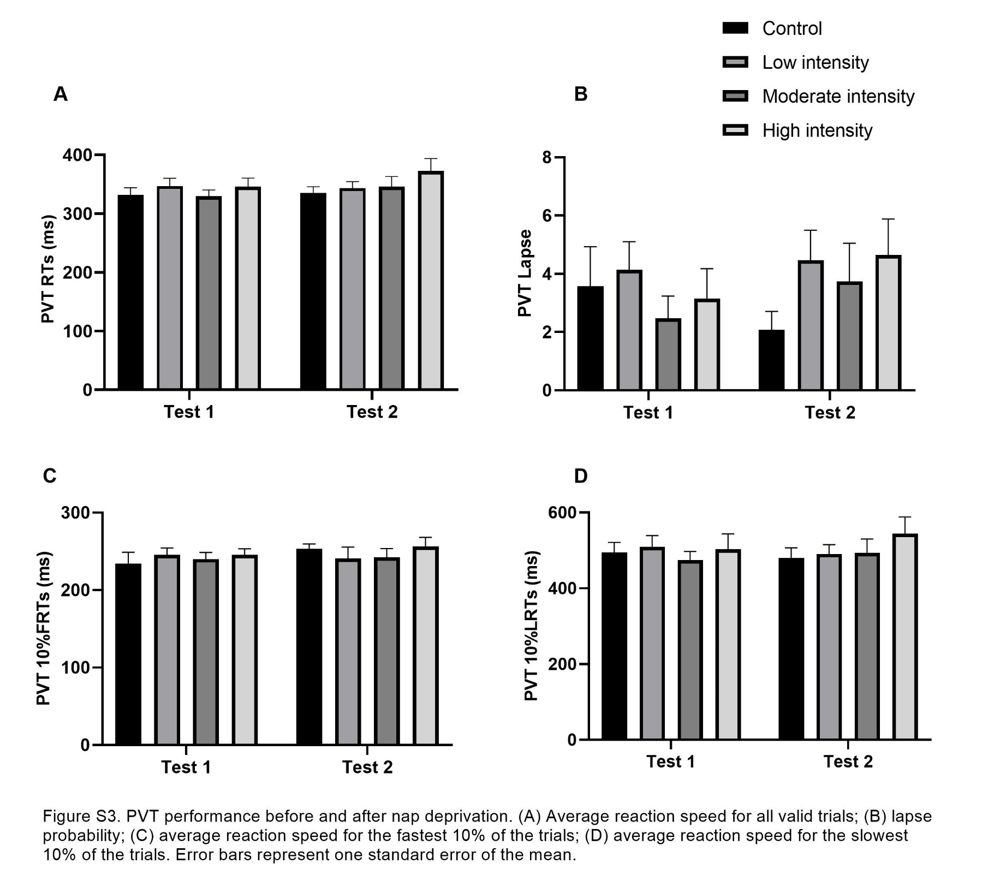 Control
Low intensity
Moderate intensity
High intensity
A
400
300
200
100
0
PVT RTs (ms)
Test 1
Test 2
B
8
6
4
2
0
PVT Lapse
Test 1
Test 2
C
300
200
100
0
PVT 10%FRTs (ms)
Test 1
Test 2
D
600
400
200
0
PVT 10%LRTs (ms)
Test 1
Test 2
Figure S3. PVT performance before and after nap deprivation. (A) Average reaction speed for all valid trials; (B) lapse
probability; (C) average reaction speed for the fastest 10% of the trials; (D) average reaction speed for the slowest
10% of the trials. Error bars represent one standard error of the mean.